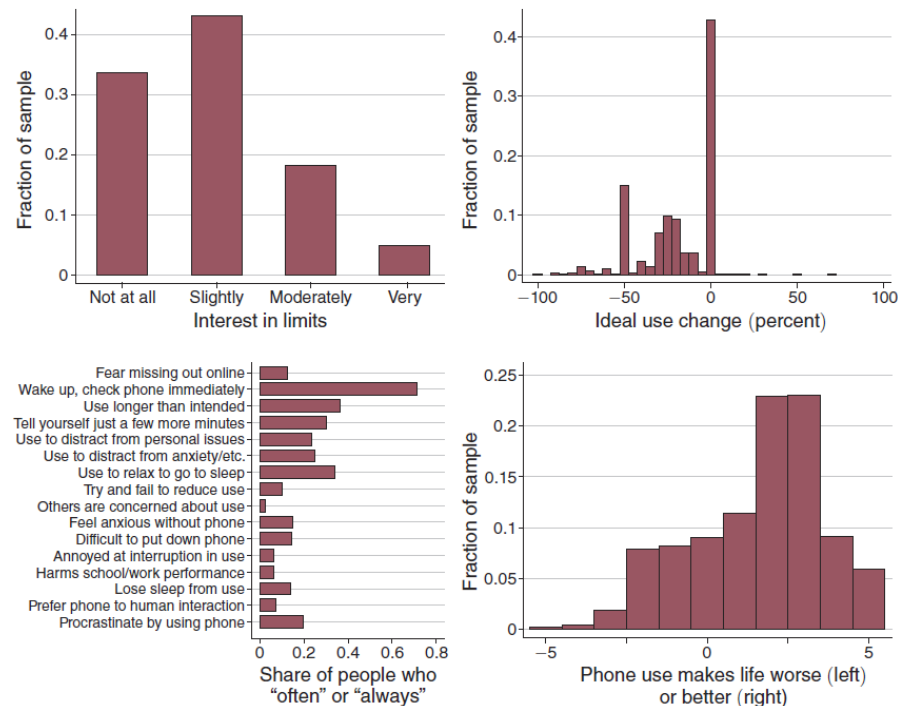 Fraction of sample
0.4
0.3
0.2
0.1
0
Not at all
Slightly
Moderately
Very
Interest in limits
Fraction of sample
0.4
0.3
0.2
0.1
0
−100
−50
0
50
100
Ideal use change (percent)
Fear missing out online
Wake up, check phone immediately
Use longer than intended
Tell yourself just a few more minutes
Use to distract from personal issues
Use to distract from anxiety/etc.
Use to relax to go to sleep
Try and fail to reduce use
Others are concerned about use
Feel anxious without phone
Difficult to put down phone
Annoyed at interruption in use
Harms school/work performance
Lose sleep from use
Prefer phone to human interaction
Procrastinate by using phone
0
0.2
0.4
0.6
0.8
Share of people who
“often” or “always”
Fraction of sample
0.25
0.2
0.15
0.1
0.05
0
−5
0
5
Phone use makes life worse (left)
or better (right)